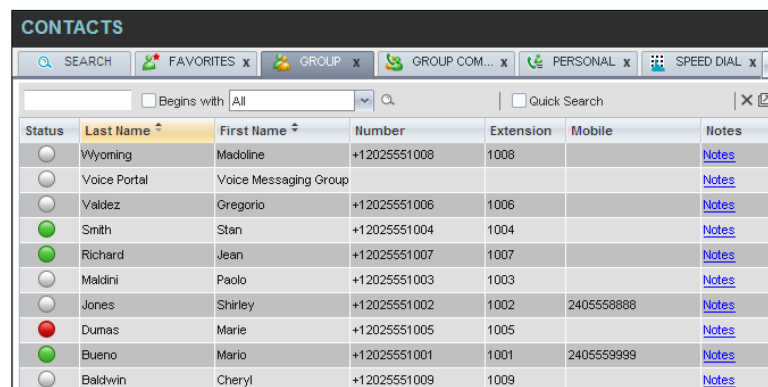 CONTACTS
SEARCH FAVORITES x GROUP x GROUP COM... x PERSONAL x SPEED DIAL x
Begins with All Quick Search
Status Last Name First Name Number Extension Mobile Notes
Wyoming Madoline +12025551008 1008 Notes
Voice Portal Voice Messaging Group Notes
Valdez Gregorio +12025551006 1006 Notes
Smith Stan +12025551004 1004 Notes
Richard Jean +12025551007 1007 Notes
Maldini Paolo +12025551003 1003 Notes
Jones Shirley +12025551002 1002 2405558888 Notes
Dumas Marie +12025551005 1005 Notes
Bueno Mario +12025551001 1001 2405559999 Notes
Baldwin Cheryl +12025551009 1009 Notes